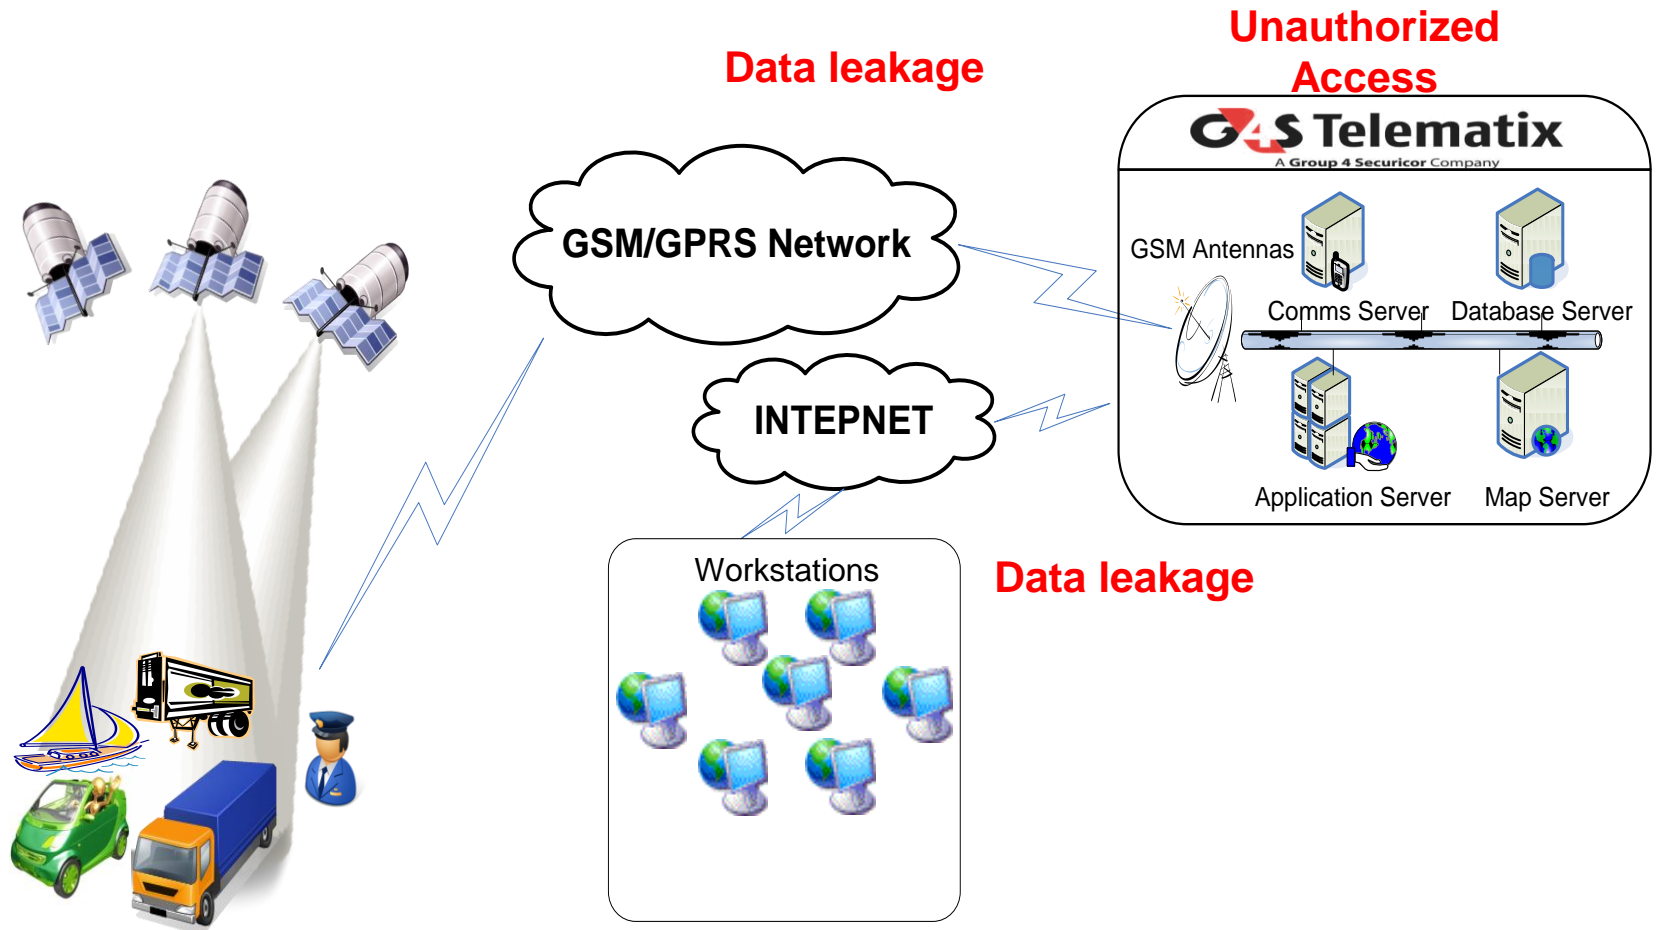 Unauthorized
Access
Data leakage
G4S Telematix
A Group 4 Securicor Company
GSM/GPRS Network
GSM Antennas
Comms Server
Database Server
INTEPNET
Application Server
Map Server
Workstations
Data leakage